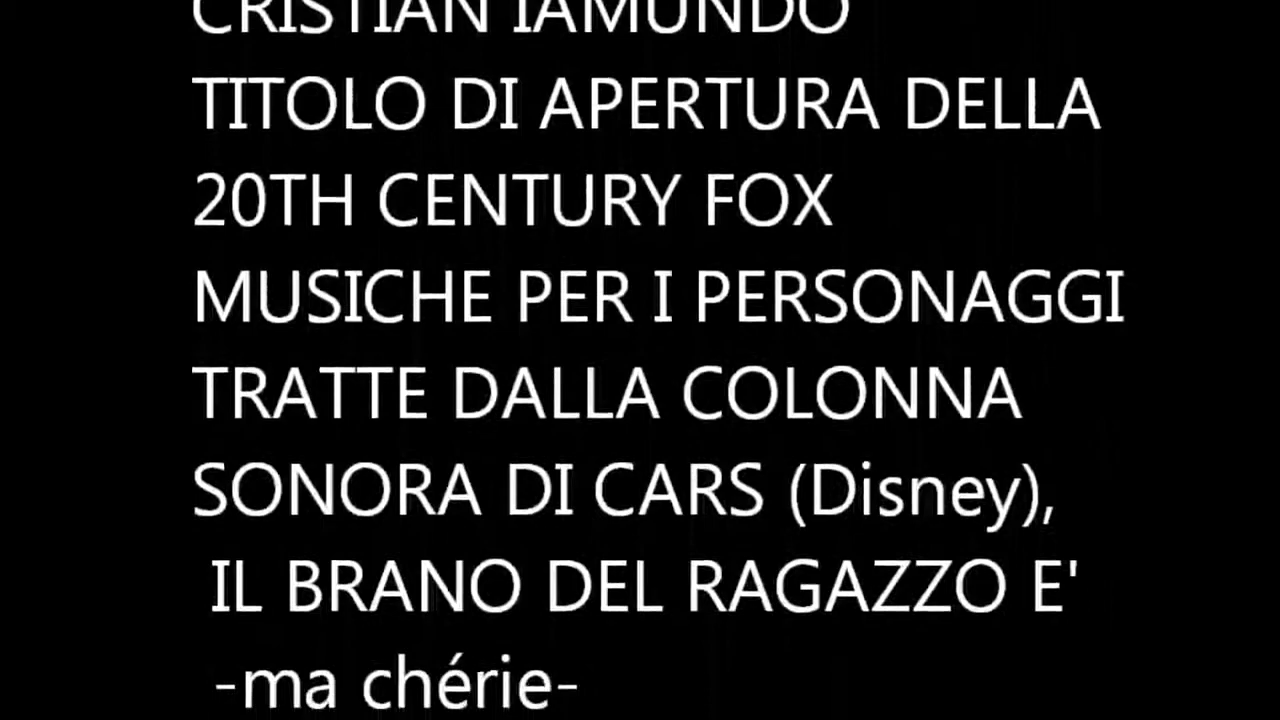 CRISTIAN IAMUNDO
TITOLO DI APERTURA DELLA
20TH CENTURY FOX
MUSICHE PER I PERSONAGGI
TRATTE DALLA COLONNA
SONORA DI CARS (Disney),
IL BRANO DEL RAGAZZO E'
-ma chérie-